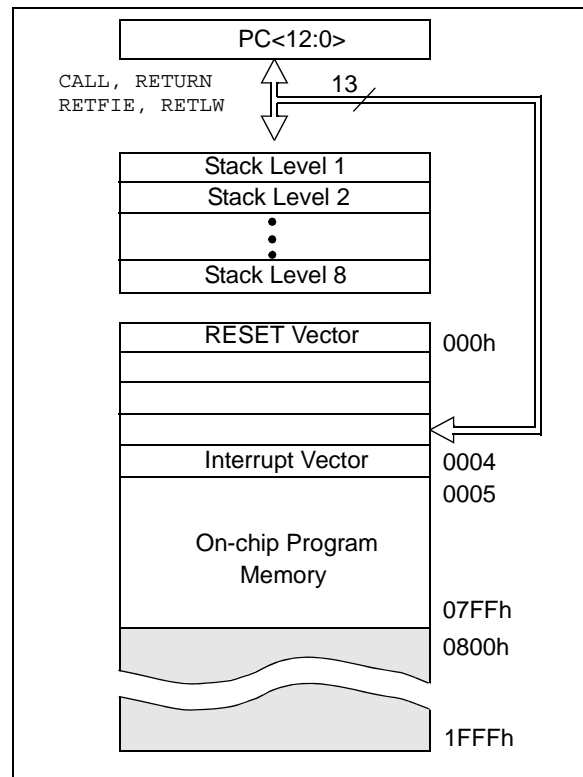 PC<12:0>
CALL, RETURN
RETFIE, RETLW
13
Stack Level 1
Stack Level 2
Stack Level 8
RESET Vector
000h
Interrupt Vector
0004
0005
On-chip Program
Memory
07FFh
0800h
1FFFh